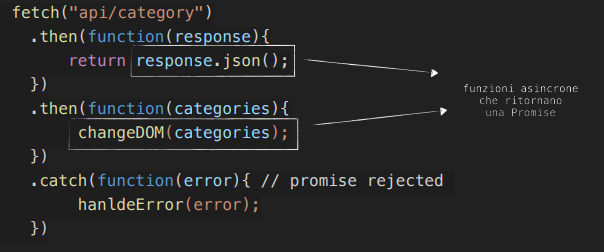 fetch("api/category")
.then(function(response){
return response.json();
})
.then(function(categories){
changeDOM(categories);
})
.catch(function(error){ // promise rejected
hanldeError(error);
})
funzioni asincrone
che ritornano
una Promise